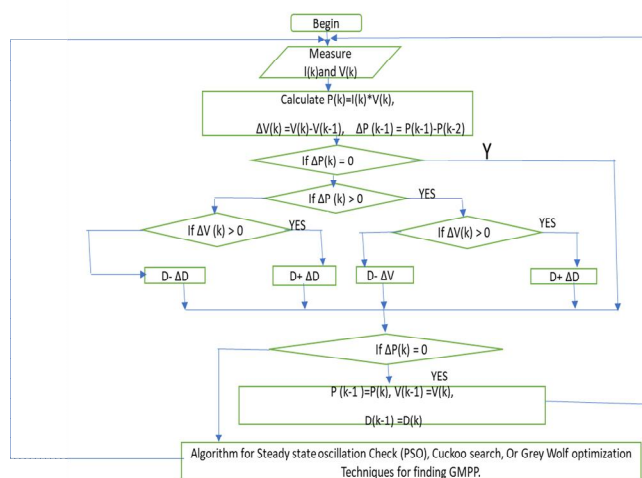 Begin
Measure
I(k)and V(k)
Calculate P(k)=I(k)*V(k),
ΔV(k) =V(k)-V(k-1), ΔP (k-1) = P(k-1)-P(k-2)
If ΔP(k) = 0
Y
If ΔP (k) > 0
YES
If ΔV (k) > 0
YES
If ΔV(k) > 0
YES
D- ΔD
D+ ΔD
D- ΔV
D+ ΔD
If ΔP(k) = 0
YES
P (k-1 )=P(k), V(k-1) =V(k),
D(k-1) =D(k)
Algorithm for Steady state oscillation Check (PSO), Cuckoo search, Or Grey Wolf optimization
Techniques for finding GMPP.